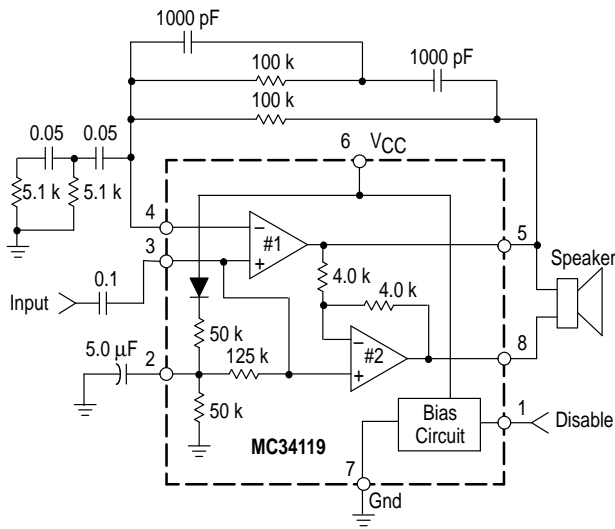 1000 pF
100 k
1000 pF
100 k
0.05 0.05
6 VCC
5.1 k 5.1 k
4
− #1 5
3 +
Speaker
4.0 k
Input 0.1
4.0 k
50 k
5.0 μF 2 125 k − #2 8
+
50 k
Bias Circuit 1 Disable
MC34119
7
Gnd